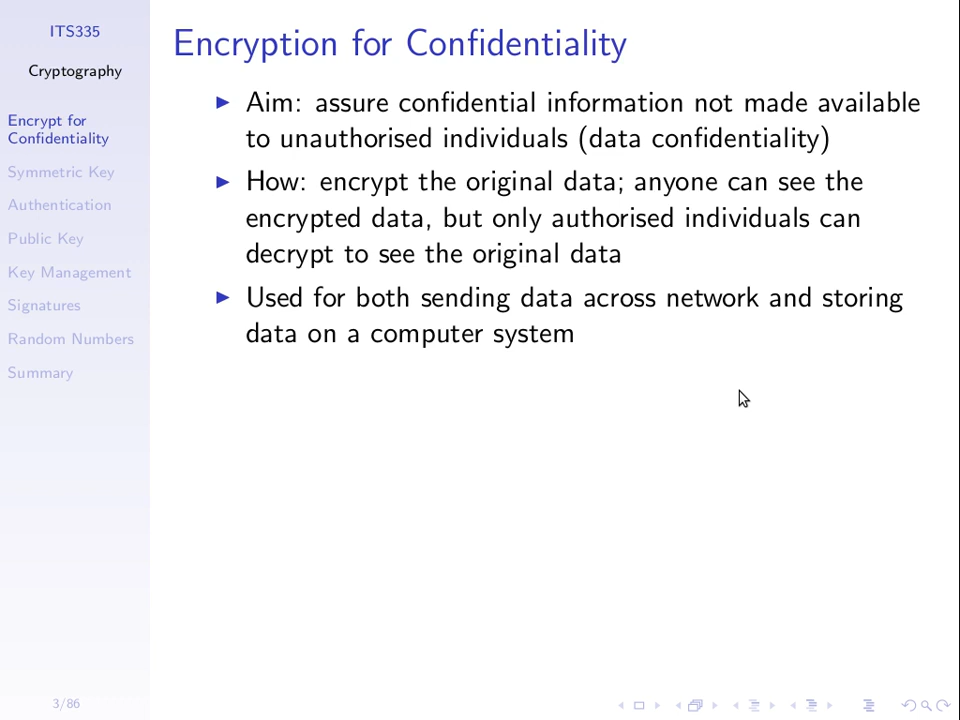 ITS335
Cryptography
Encrypt for
Confidentiality
Symmetric Key
Authentication
Public Key
Key Management
Signatures
Random Numbers
Summary
3/86
Encryption for Confidentiality
Aim: assure confidential information not made available
to unauthorised individuals (data confidentiality)
How: encrypt the original data; anyone can see the
encrypted data, but only authorised individuals can
decrypt to see the original data
Used for both sending data across network and storing
data on a computer system